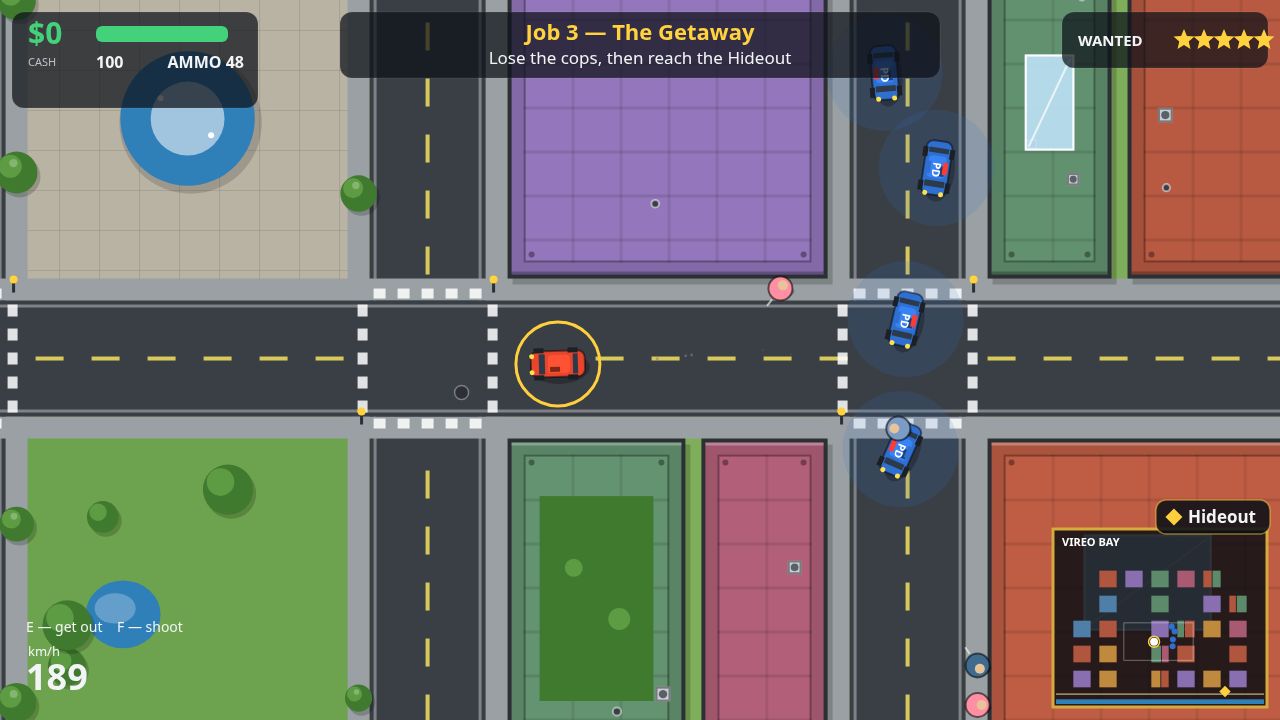 $0
CASH
100
AMMO 48
Job 3 — The Getaway
Lose the cops, then reach the Hideout
WANTED
PD
PD
PD
PD
Hideout
VIREO BAY
E — get out F — shoot
km/h
189